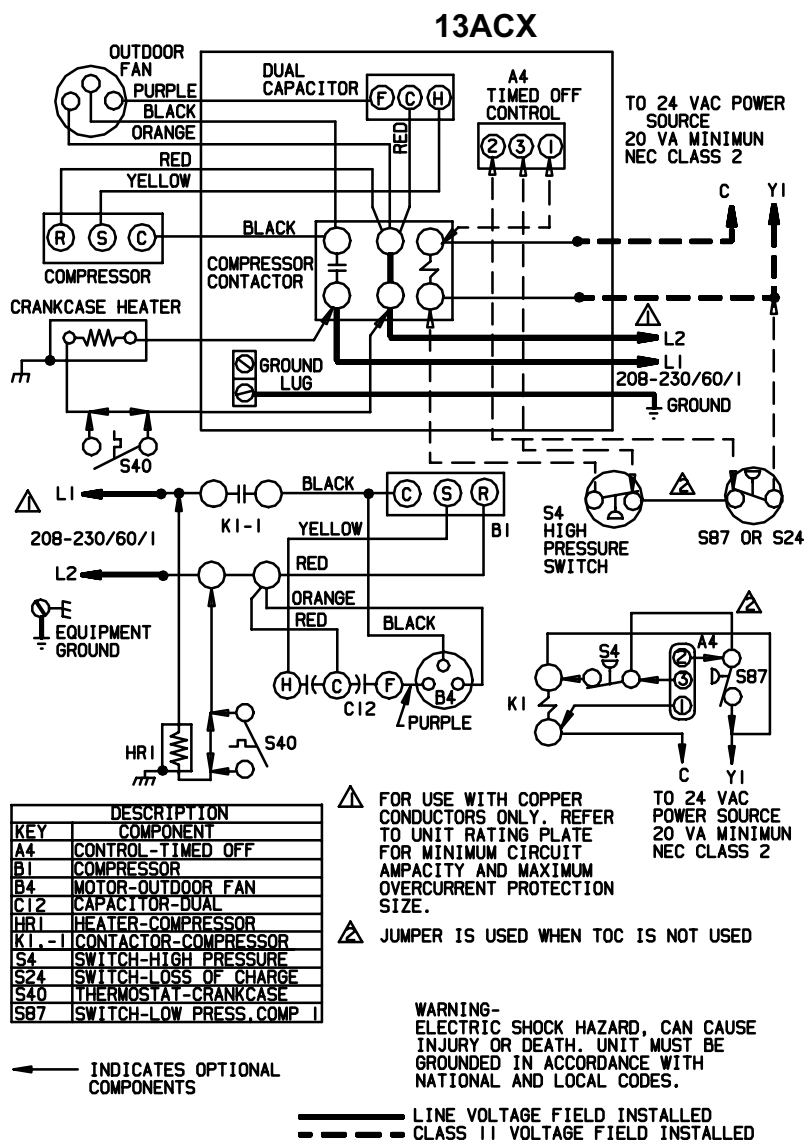 13ACX
OUTDOOR
FAN
PURPLE
BLACK
ORANGE
RED
YELLOW
DUAL
CAPACITOR
F C H
RED
A4
TIMED OFF
CONTROL
2 3 1
TO 24 VAC POWER
SOURCE
20 VA MINIMUN
NEC CLASS 2
C Y1
R S C
COMPRESSOR
BLACK
COMPRESSOR
CONTACTOR
CRANKCASE HEATER
1
L2
L1
208-230/60/1
GROUND
GROUND
LUG
S40
S4
HIGH
PRESSURE
SWITCH
2
S87 OR S24
1
L1
K1-1
BLACK
C S R
B1
208-230/60/1
YELLOW
L2
RED
ORANGE
RED
BLACK
EQUIPMENT
GROUND
H C F
C12
B4
PURPLE
HR1
S40
2
S4
A4
2
3
1
S87
K1
C Y1
TO 24 VAC
POWER SOURCE
20 VA MINIMUN
NEC CLASS 2
DESCRIPTION
KEY COMPONENT
A4 CONTROL-TIMED OFF
B1 COMPRESSOR
B4 MOTOR-OUTDOOR FAN
C12 CAPACITOR-DUAL
HR1 HEATER-COMPRESSOR
K1,-1 CONTACTOR-COMPRESSOR
S4 SWITCH-HIGH PRESSURE
S24 SWITCH-LOSS OF CHARGE
S40 THERMOSTAT-CRANKCASE
S87 SWITCH-LOW PRESS.COMP 1
INDICATES OPTIONAL
COMPONENTS
1 FOR USE WITH COPPER
CONDUCTORS ONLY. REFER
TO UNIT RATING PLATE
FOR MINIMUM CIRCUIT
AMPACITY AND MAXIMUM
OVERCURRENT PROTECTION
SIZE.
2 JUMPER IS USED WHEN TOC IS NOT USED
WARNING-
ELECTRIC SHOCK HAZARD, CAN CAUSE
INJURY OR DEATH. UNIT MUST BE
GROUNDED IN ACCORDANCE WITH
NATIONAL AND LOCAL CODES.
LINE VOLTAGE FIELD INSTALLED
CLASS II VOLTAGE FIELD INSTALLED